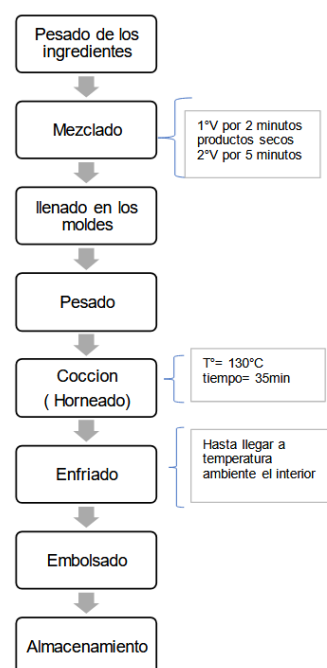 Pesado de los
ingredientes
Mezclado
1°V por 2 minutos
productos secos
2°V por 5 minutos
llenado en los
moldes
Pesado
Coccion
( Horneado)
T°= 130°C
tiempo= 35min
Enfriado
Hasta llegar a
temperatura
ambiente el interior
Embolsado
Almacenamiento